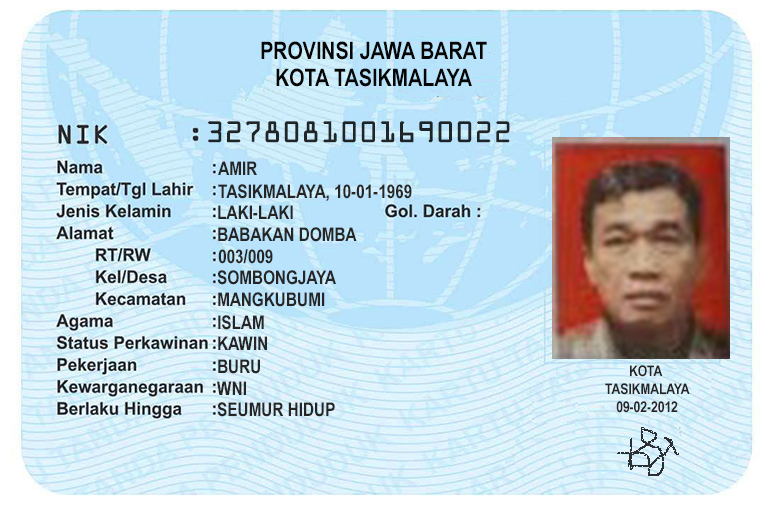 PROVINSI JAWA BARAT
KOTA TASIKMALAYA
NIK :3278081001690022
Nama :AMIR
Tempat/Tgl Lahir :TASIKMALAYA, 10-01-1969
Jenis Kelamin :LAKI-LAKI Gol. Darah :
Alamat :BABAKAN DOMBA
RT/RW :003/009
Kel/Desa :SOMBONGJAYA
Kecamatan :MANGKUBUMI
Agama :ISLAM
Status Perkawinan :KAWIN
Pekerjaan :BURU
Kewarganegaraan :WNI
Berlaku Hingga :SEUMUR HIDUP
KOTA
TASIKMALAYA
09-02-2012